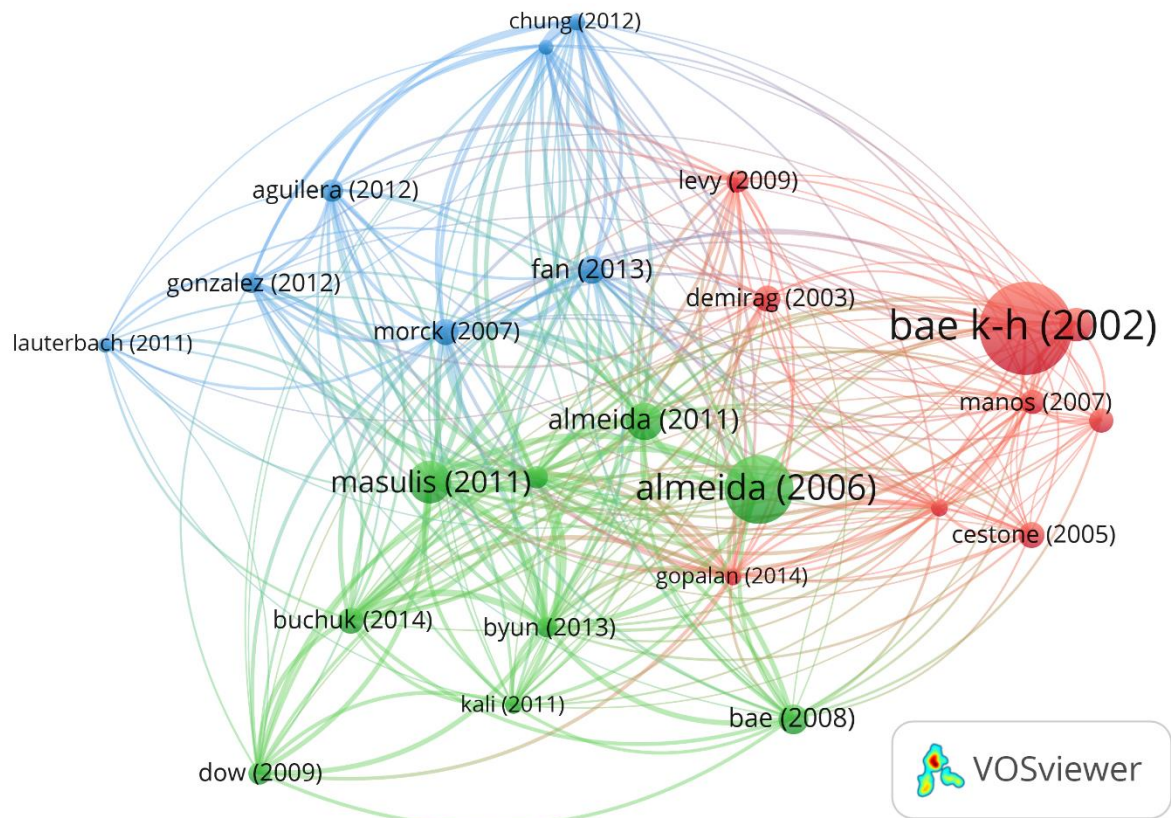 chung (2012)
levy (2009)
aguilera (2012)
fan (2013)
gonzalez (2012)
demirag (2003)
bae k-h (2002)
morck (2007)
lauterbach (2011)
manos (2007)
almeida (2011)
masulis (2011)
almeida (2006)
cestone (2005)
gopalan (2014)
buchuk (2014)
byun (2013)
kali (2011)
bae (2008)
dow (2009)
VOSviewer